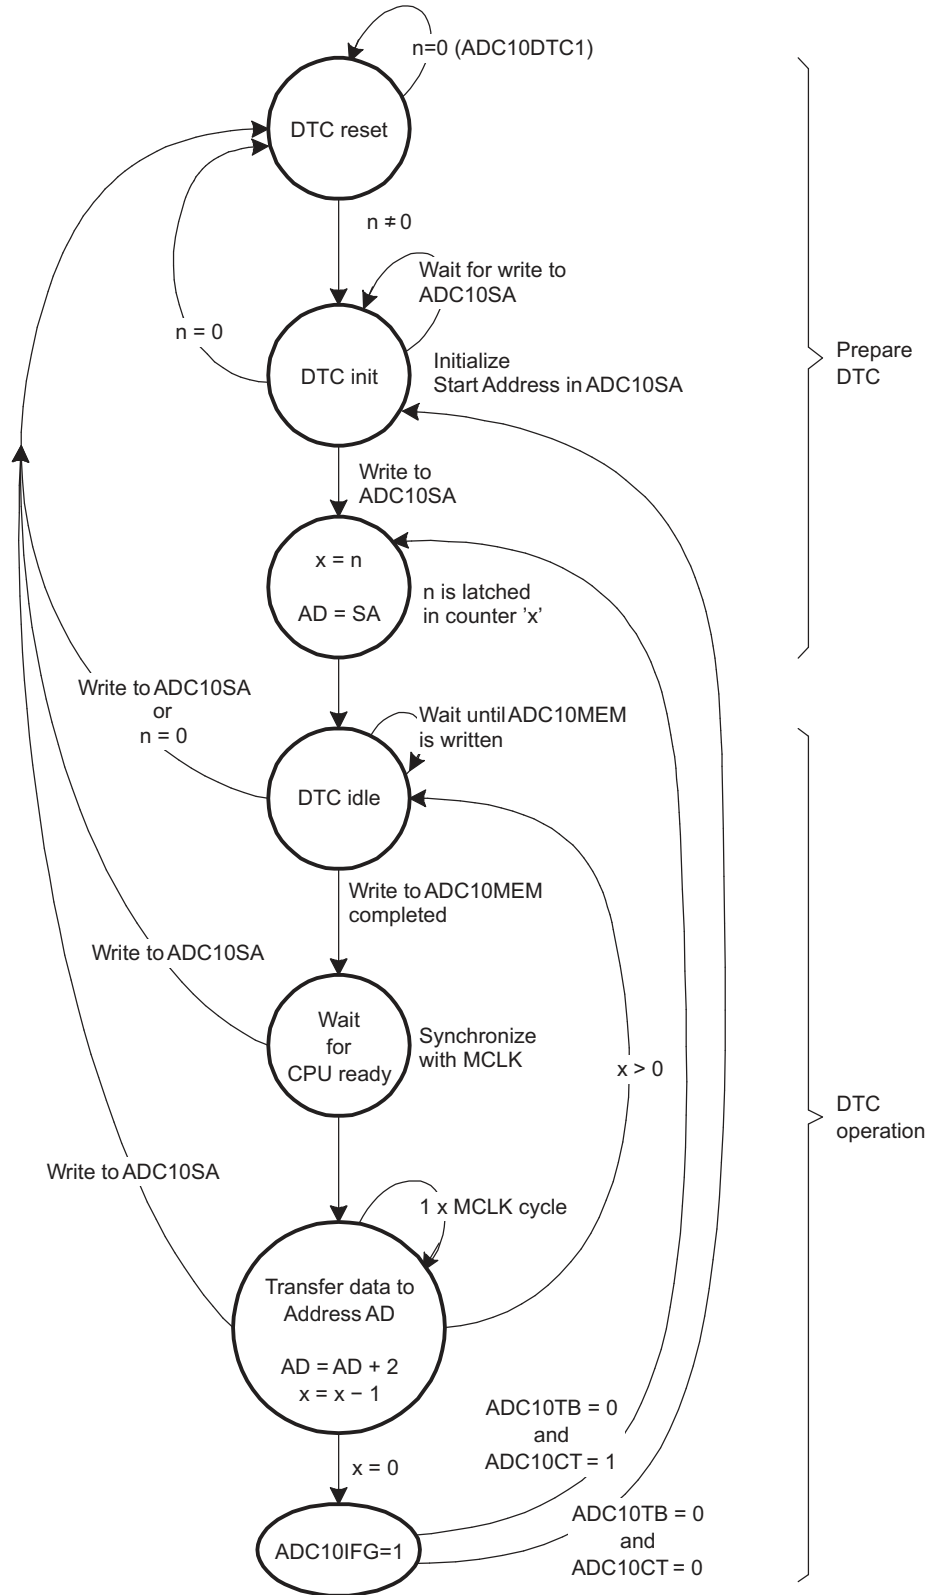 n=0 (ADC10DTC1)
DTC reset
n ≠ 0
Wait for write to
ADC10SA
n = 0
DTC init
Initialize
Start Address in ADC10SA
Prepare
DTC
Write to
ADC10SA
x = n
AD = SA
n is latched
in counter ’x’
Write to ADC10SA
or
n = 0
Wait until ADC10MEM
is written
DTC idle
Write to ADC10MEM
completed
Write to ADC10SA
Wait
for
CPU ready
Synchronize
with MCLK
x > 0
DTC
operation
Write to ADC10SA
1 x MCLK cycle
Transfer data to
Address AD
AD = AD + 2
x = x − 1
ADC10TB = 0
and
ADC10CT = 1
x = 0
ADC10IFG=1
ADC10TB = 0
and
ADC10CT = 0